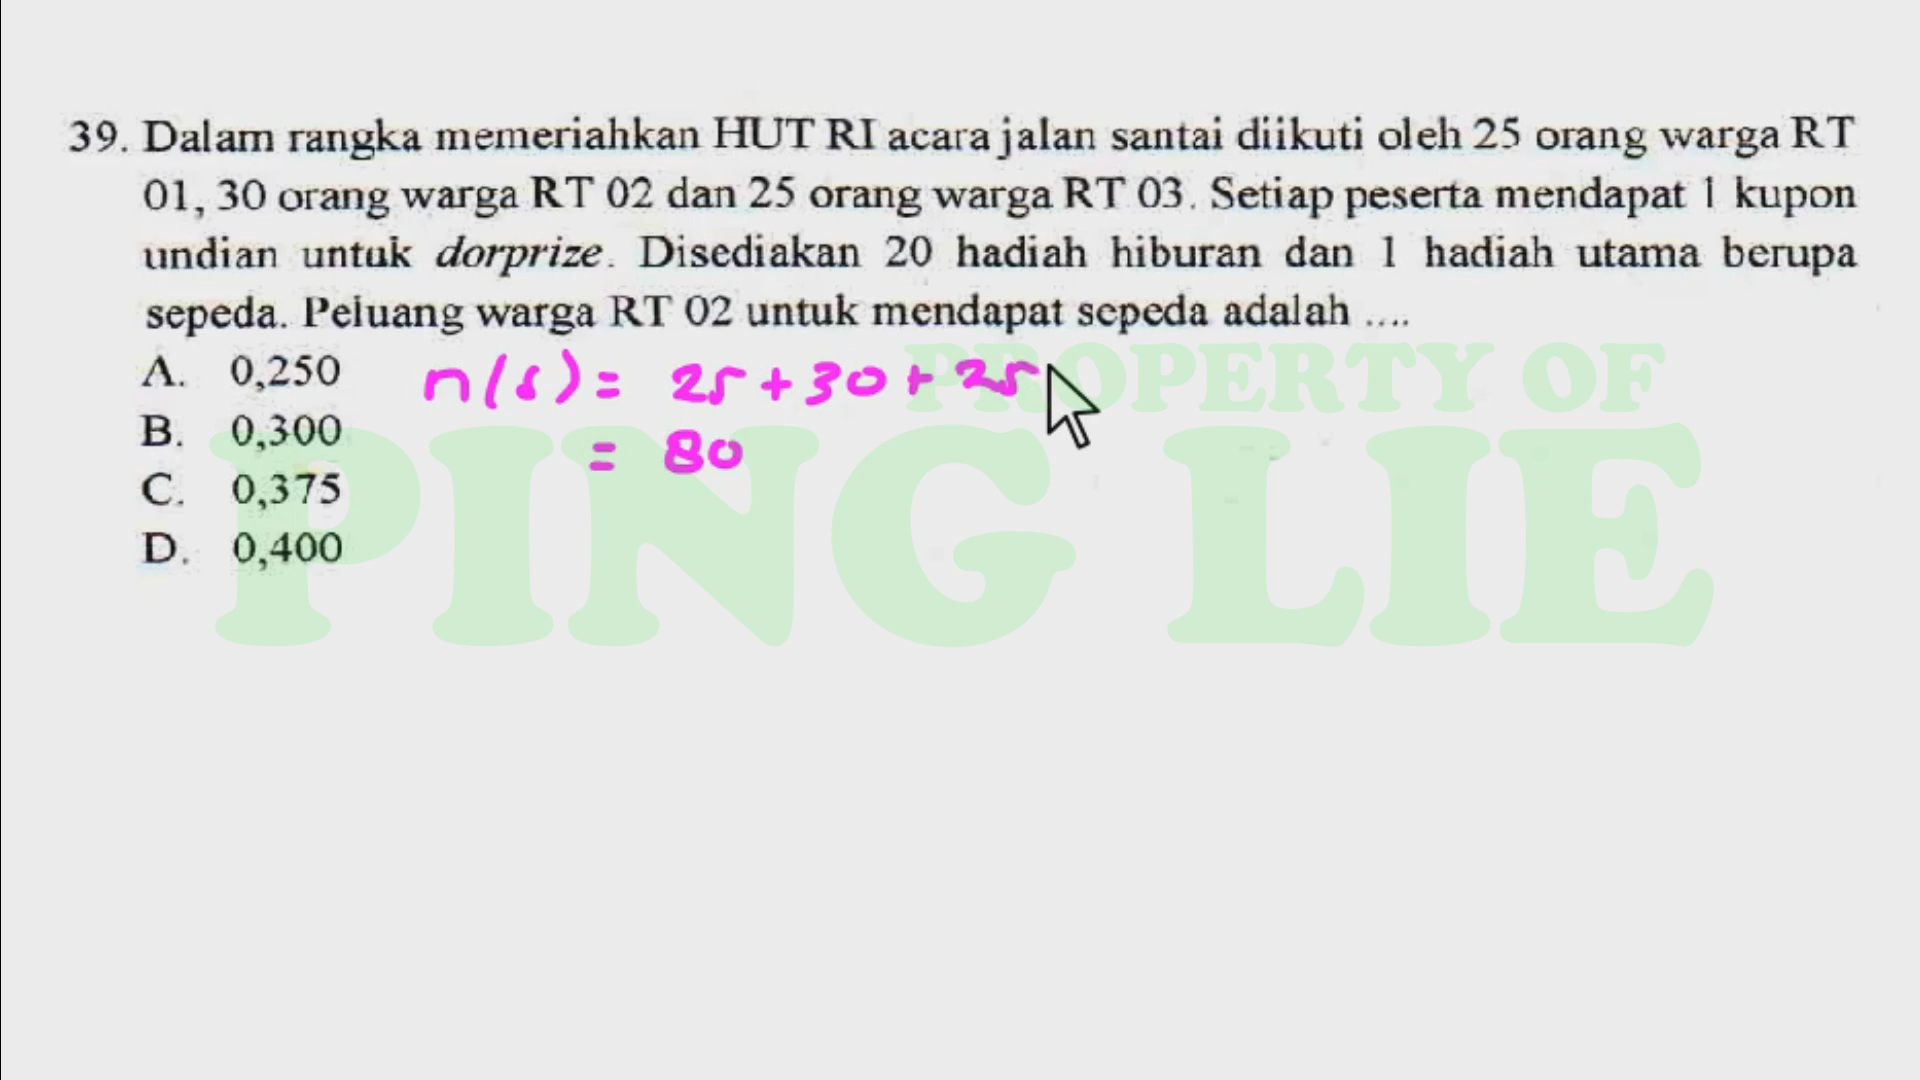 39. Dalam rangka memeriahkan HUT RI acara jalan santai diikuti oleh 25 orang warga RT
01, 30 orang warga RT 02 dan 25 orang warga RT 03. Setiap peserta mendapat 1 kupon
undian untuk dorprize. Disediakan 20 hadiah hiburan dan 1 hadiah utama berupa
sepeda. Peluang warga RT 02 untuk mendapat sepeda adalah ....
A. 0,250
n(s) = 25 + 30 + 25
PROPERTY OF
B. 0,300
= 80
PING LIE
C. 0,375
D. 0,400